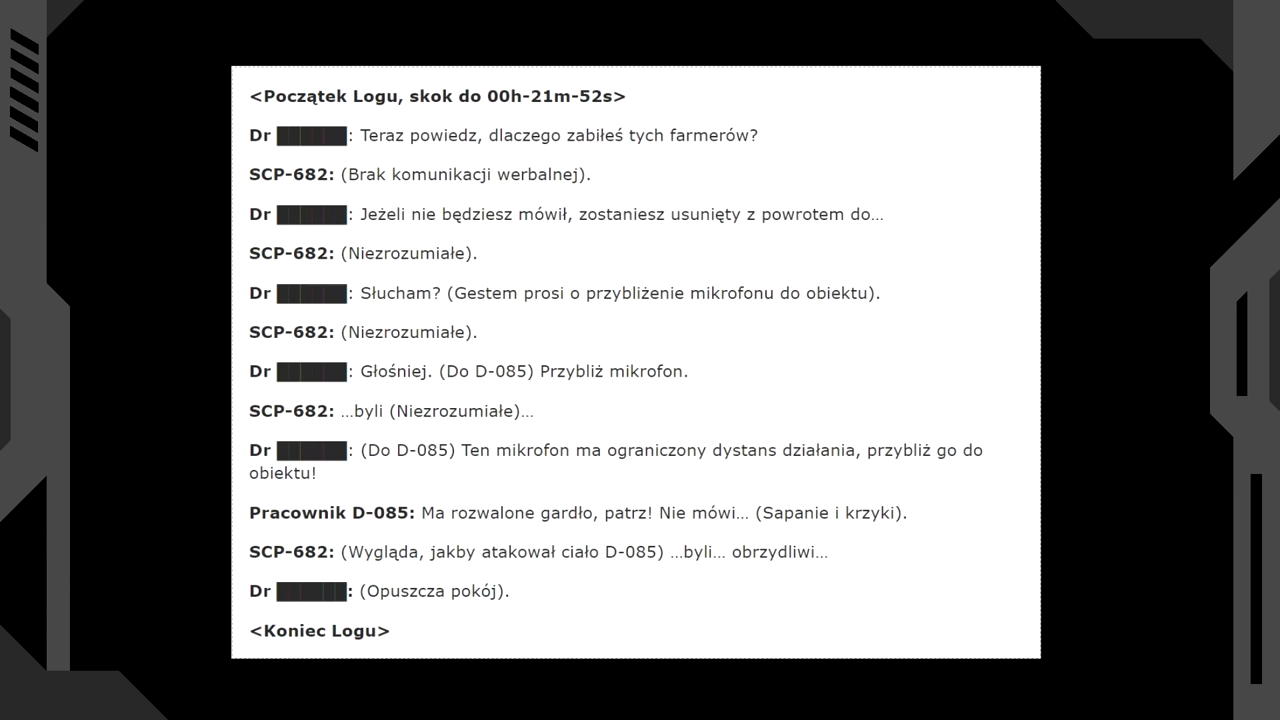 <Początek Logu, skok do 00h-21m-52s>
Dr ██████: Teraz powiedz, dlaczego zabiłeś tych farmerów?
SCP-682: (Brak komunikacji werbalnej).
Dr ██████: Jeżeli nie będziesz mówił, zostaniesz usunięty z powrotem do…
SCP-682: (Niezrozumiałe).
Dr ██████: Słucham? (Gestem prosi o przybliżenie mikrofonu do obiektu).
SCP-682: (Niezrozumiałe).
Dr ██████: Głośniej. (Do D-085) Przybliż mikrofon.
SCP-682: …byli (Niezrozumiałe)…
Dr ██████: (Do D-085) Ten mikrofon ma ograniczony dystans działania, przybliż go do
obiektu!
Pracownik D-085: Ma rozwalone gardło, patrz! Nie mówi… (Sapanie i krzyki).
SCP-682: (Wygląda, jakby atakował ciało D-085) …byli… obrzydliwi…
Dr ██████: (Opuszcza pokój).
<Koniec Logu>